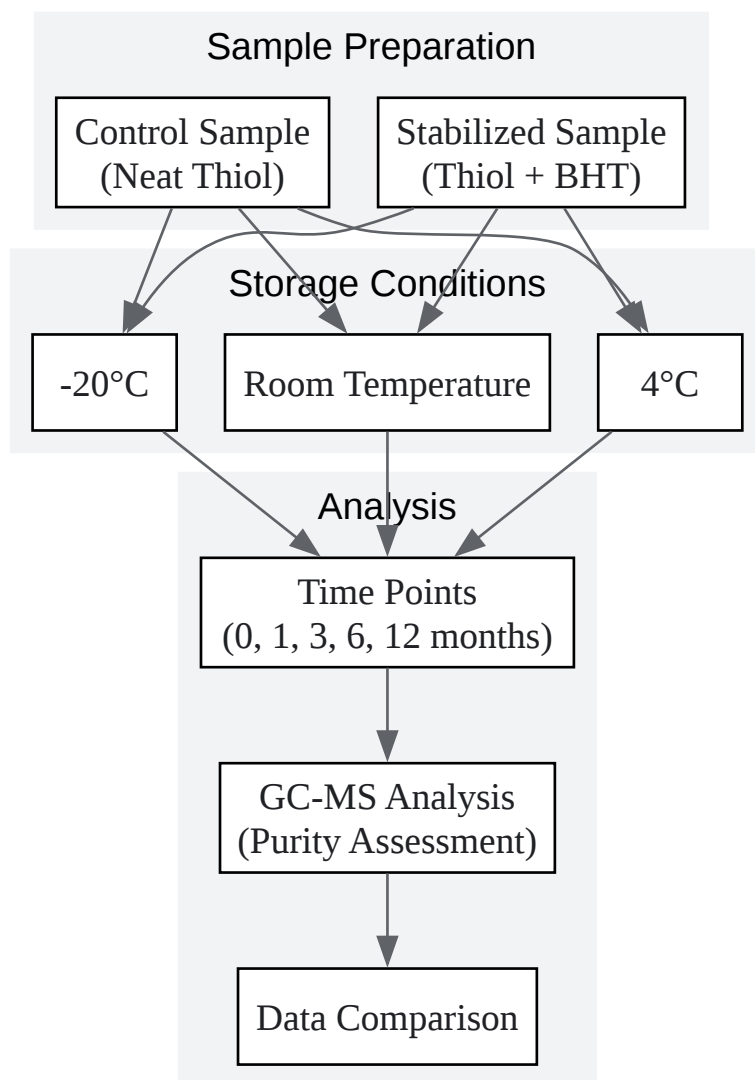 Sample Preparation
Control Sample
(Neat Thiol)
Stabilized Sample
(Thiol + BHT)
Storage Conditions
-20°C
Room Temperature
4°C
Analysis
Time Points
(0, 1, 3, 6, 12 months)
GC-MS Analysis
(Purity Assessment)
Data Comparison